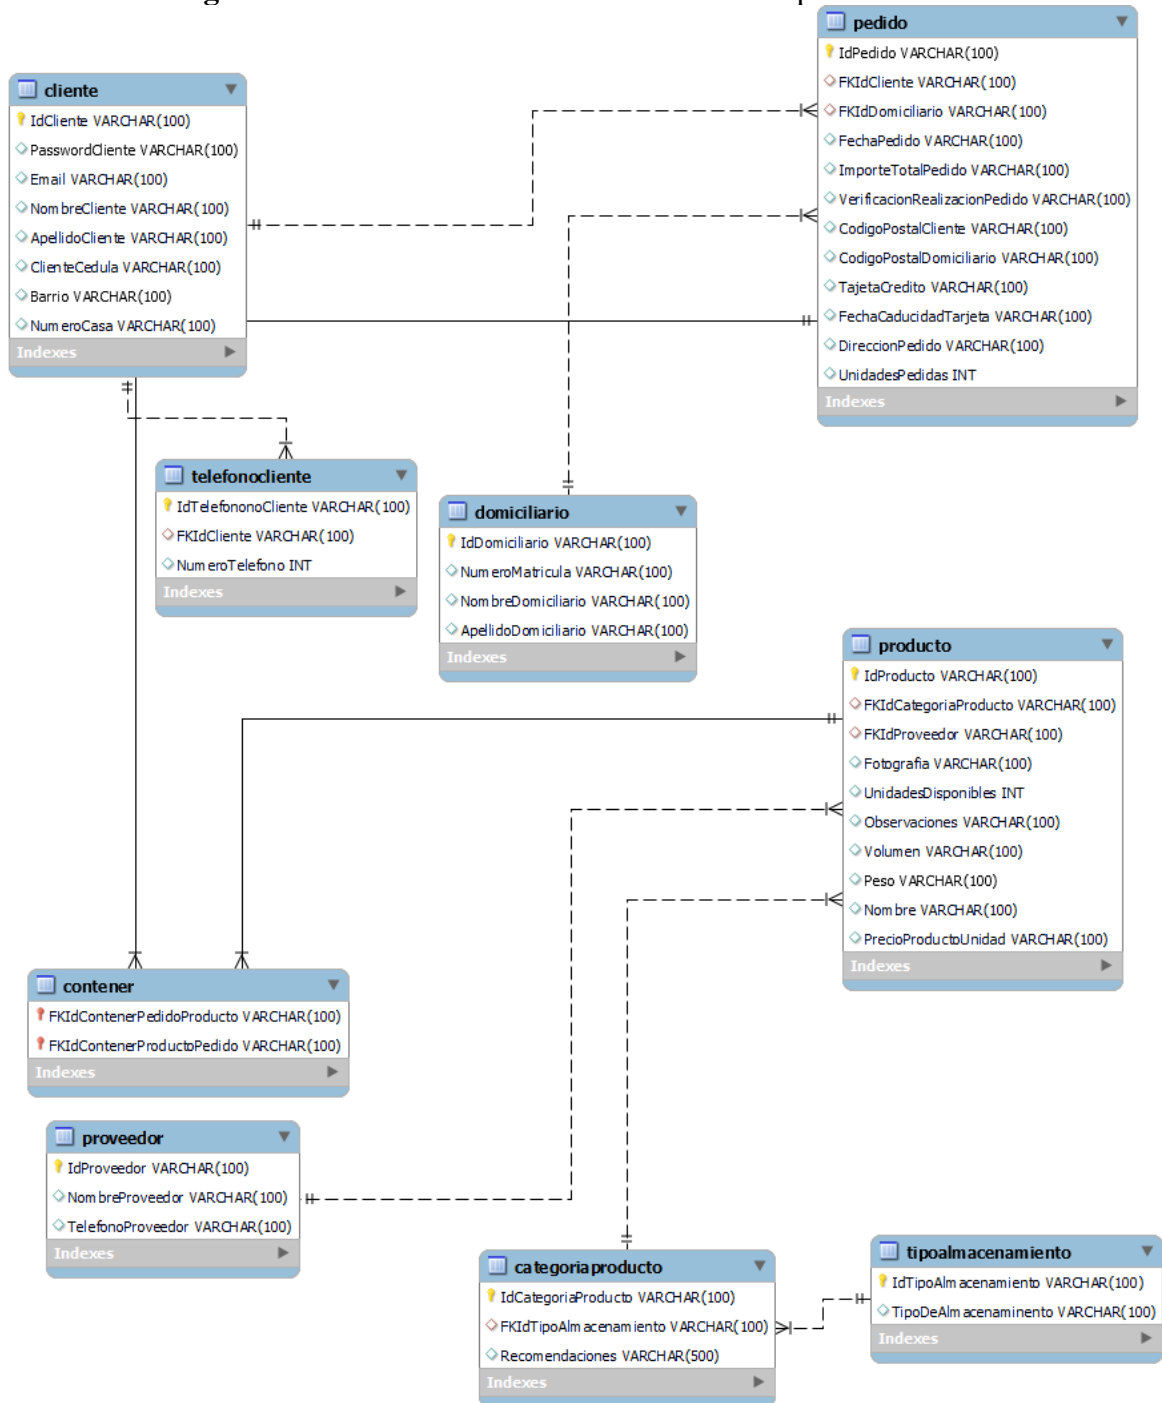 pedido
IdPedido VARCHAR(100)
FKIdCliente VARCHAR(100)
FKIdDomiciliario VARCHAR(100)
FechaPedido VARCHAR(100)
ImporteTotalPedido VARCHAR(100)
VerificacionRealizacionPedido VARCHAR(100)
CodigoPostalCliente VARCHAR(100)
CodigoPostalDomiciliario VARCHAR(100)
TajetaCredito VARCHAR(100)
FechaCaducidadTarjeta VARCHAR(100)
DireccionPedido VARCHAR(100)
UnidadesPedidas INT
Indexes
cliente
IdCliente VARCHAR(100)
PasswordCliente VARCHAR(100)
Email VARCHAR(100)
NombreCliente VARCHAR(100)
ApellidoCliente VARCHAR(100)
ClienteCedula VARCHAR(100)
Barrio VARCHAR(100)
NumeroCasa VARCHAR(100)
Indexes
telefonocliente
IdTelefononoCliente VARCHAR(100)
FKIdCliente VARCHAR(100)
NumeroTelefono INT
Indexes
domiciliario
IdDomiciliario VARCHAR(100)
NumeroMatricula VARCHAR(100)
NombreDomiciliario VARCHAR(100)
ApellidoDomiciliario VARCHAR(100)
Indexes
producto
IdProducto VARCHAR(100)
FKIdCategoriaProducto VARCHAR(100)
FKIdProveedor VARCHAR(100)
Fotografia VARCHAR(100)
UnidadesDisponibles INT
Observaciones VARCHAR(100)
Volumen VARCHAR(100)
Peso VARCHAR(100)
Nombre VARCHAR(100)
PrecioProductoUnidad VARCHAR(100)
Indexes
contener
FKIdContenerPedidoProducto VARCHAR(100)
FKIdContenerProductoPedido VARCHAR(100)
Indexes
proveedor
IdProveedor VARCHAR(100)
NombreProveedor VARCHAR(100)
TelefonoProveedor VARCHAR(100)
Indexes
categoriaproducto
IdCategoriaProducto VARCHAR(100)
FKIdTipoAlmacenamiento VARCHAR(100)
Recomendaciones VARCHAR(500)
Indexes
tipoalmacenamiento
IdTipoAlmacenamiento VARCHAR(100)
TipoDeAlmacenaminento VARCHAR(100)
Indexes